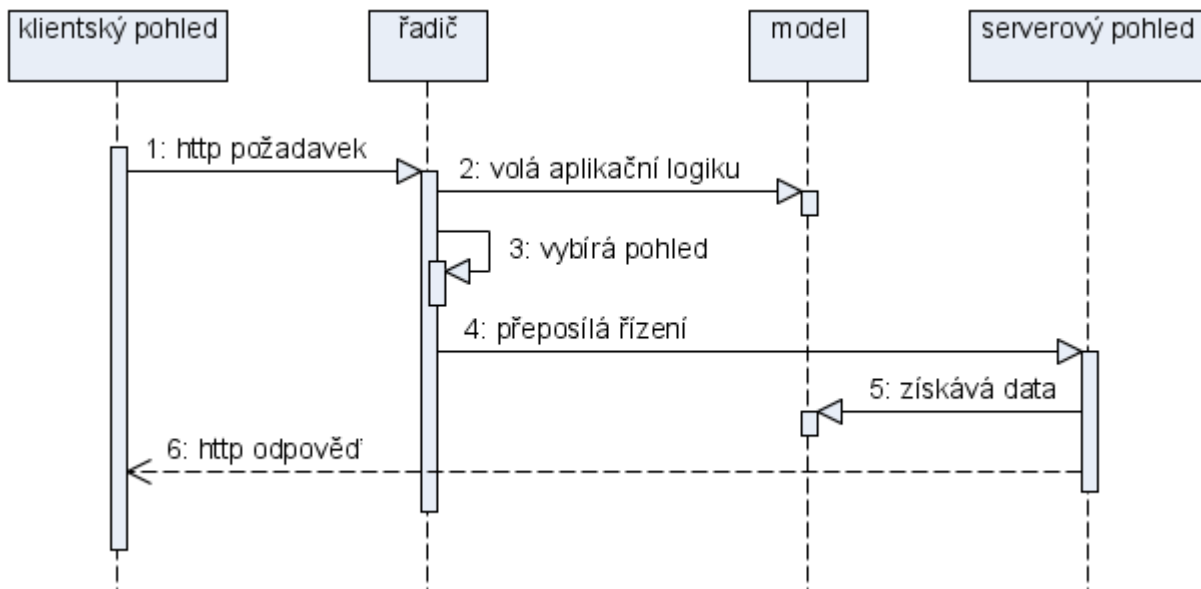 klientský pohled
řadič
model
serverový pohled
1: http požadavek
2: volá aplikační logiku
3: vybírá pohled
4: přeposílá řízení
5: získává data
6: http odpověď